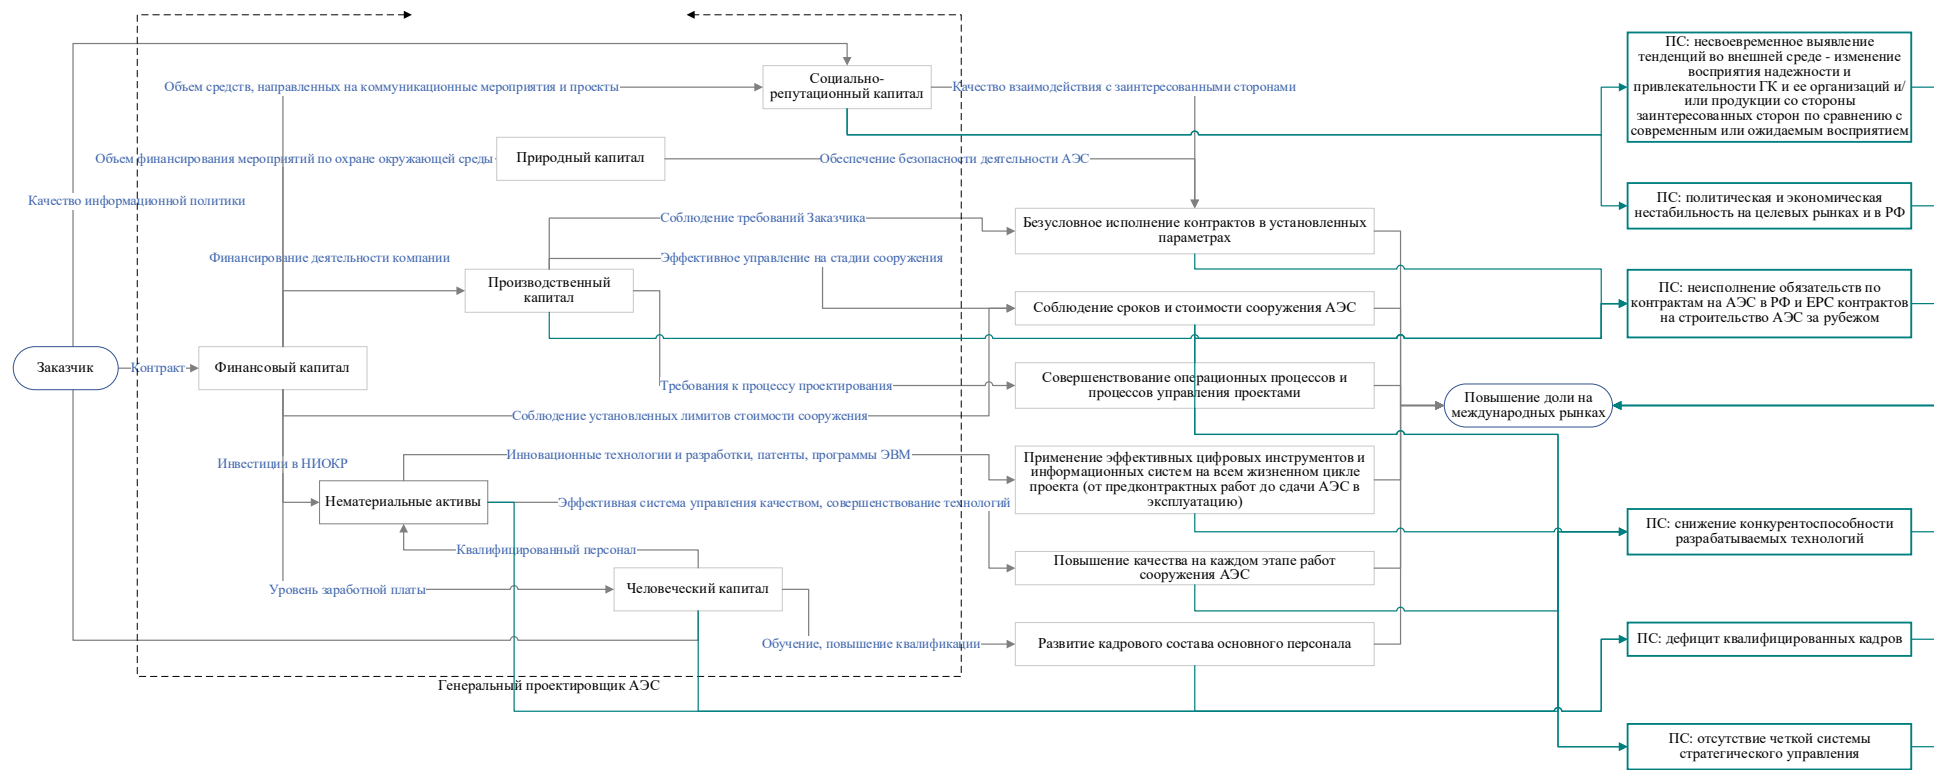 Социально-
репутационный капитал
Объем средств, направленных на коммуникационные мероприятия и проекты
Качество взаимодействия с заинтересованными сторонами
ПС: несвоевременное выявление
тенденций во внешней среде - изменение
восприятия надежности и
привлекательности ГК и ее организаций и/
или продукции со стороны
заинтересованных сторон по сравнению с
современным или ожидаемым восприятием
Объем финансирования мероприятий по охране окружающей среды
Природный капитал
Обеспечение безопасности деятельности АЭС
Качество информационной политики
ПС: политическая и экономическая
нестабильность на целевых рынках и в РФ
Соблюдение требований Заказчика
Безусловное исполнение контрактов в установленных
параметрах
Финансирование деятельности компании
Эффективное управление на стадии сооружения
Производственный
капитал
Соблюдение сроков и стоимости сооружения АЭС
ПС: неисполнение обязательств по
контрактам на АЭС в РФ и EPC контрактов
на строительство АЭС за рубежом
Заказчик
Контракт
Финансовый капитал
Требования к процессу проектирования
Совершенствование операционных процессов и
процессов управления проектами
Соблюдение установленных лимитов стоимости сооружения
Повышение доли на
международных рынках
Инвестиции в НИОКР
Инновационные технологии и разработки, патенты, программы ЭВМ
Применение эффективных цифровых инструментов и
информационных систем на всем жизненном цикле
проекта (от предконтрактных работ до сдачи АЭС в
эксплуатацию)
Нематериальные активы
Эффективная система управления качеством, совершенствование технологий
ПС: снижение конкурентоспособности
разрабатываемых технологий
Квалифицированный персонал
Повышение качества на каждом этапе работ
сооружения АЭС
Уровень заработной платы
Человеческий капитал
Обучение, повышение квалификации
Развитие кадрового состава основного персонала
ПС: дефицит квалифицированных кадров
Генеральный проектировщик АЭС
ПС: отсутствие четкой системы
стратегического управления